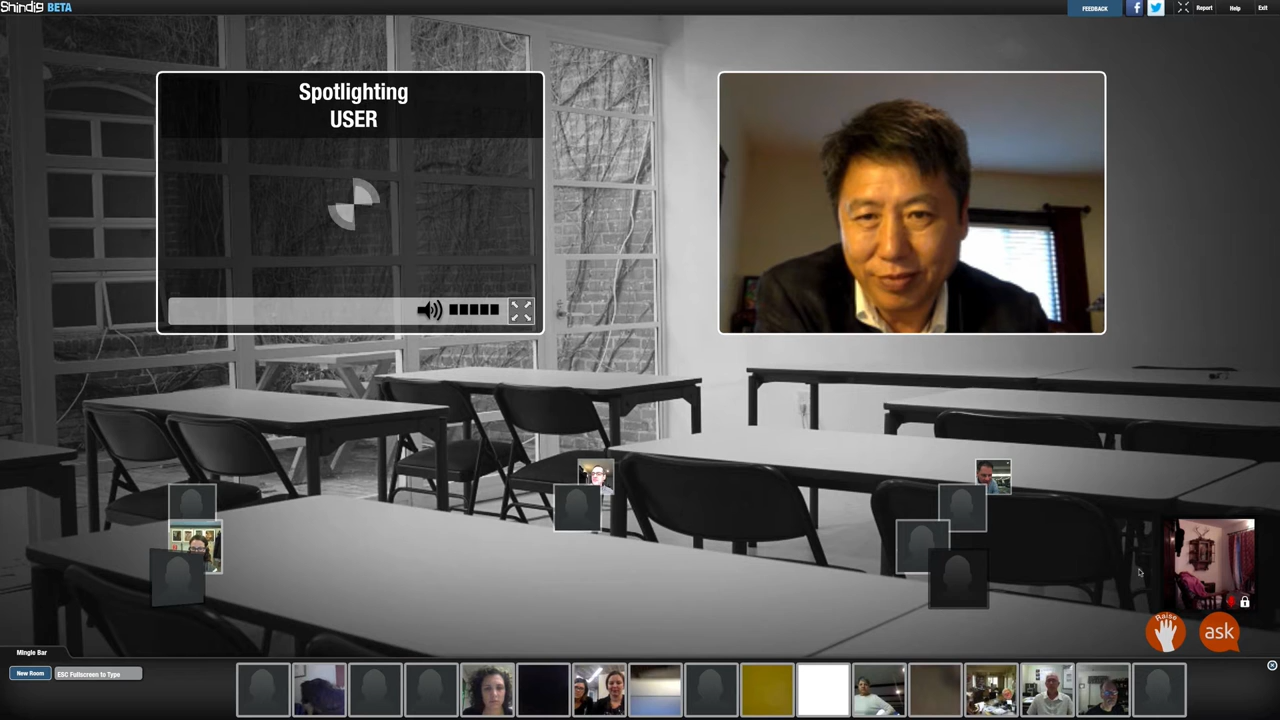 Shindig BETA
FEEDBACK
Report
Help
Exit
Spotlighting
USER
Raise
ask
Mingle Bar
New Room
ESC Fullscreen to Type